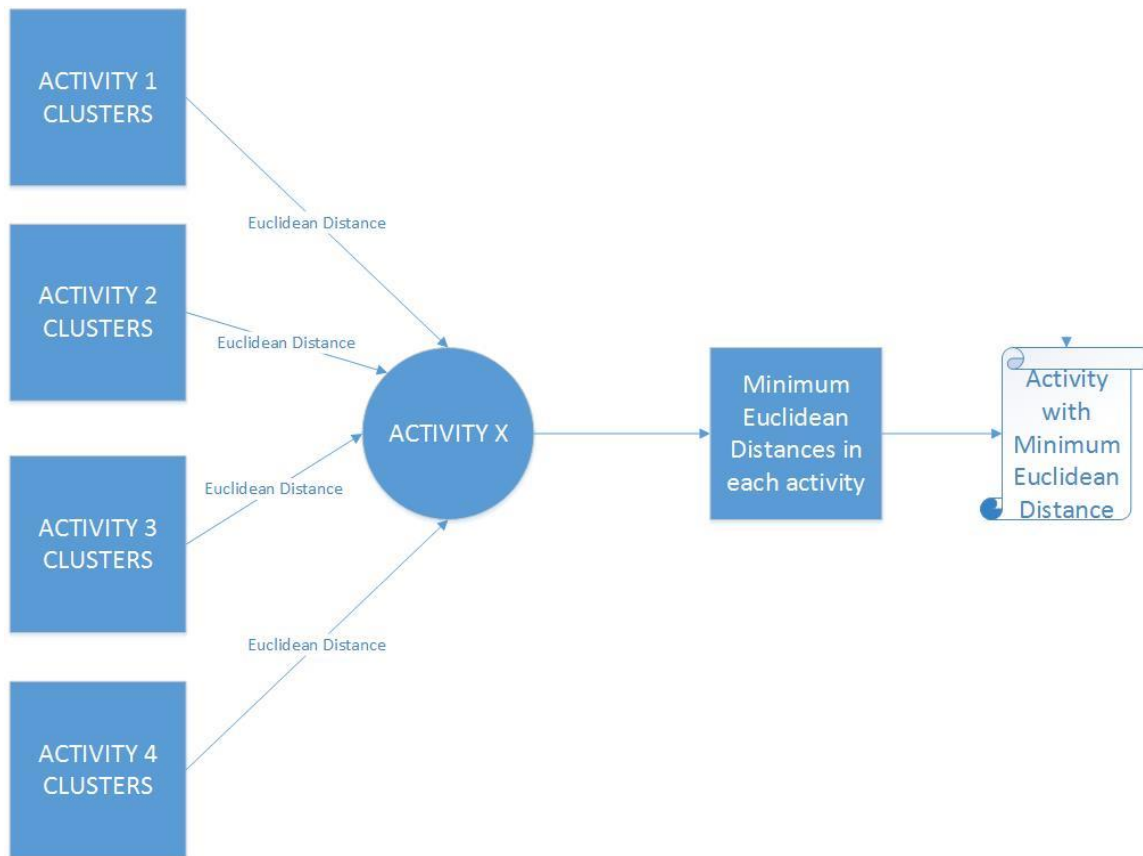 ACTIVITY 1
CLUSTERS
Euclidean Distance
ACTIVITY 2
CLUSTERS
Euclidean Distance
ACTIVITY 3
CLUSTERS
Euclidean Distance
ACTIVITY 4
CLUSTERS
Euclidean Distance
ACTIVITY X
Minimum
Euclidean
Distances in
each activity
Activity
with
Minimum
Euclidean
Distance